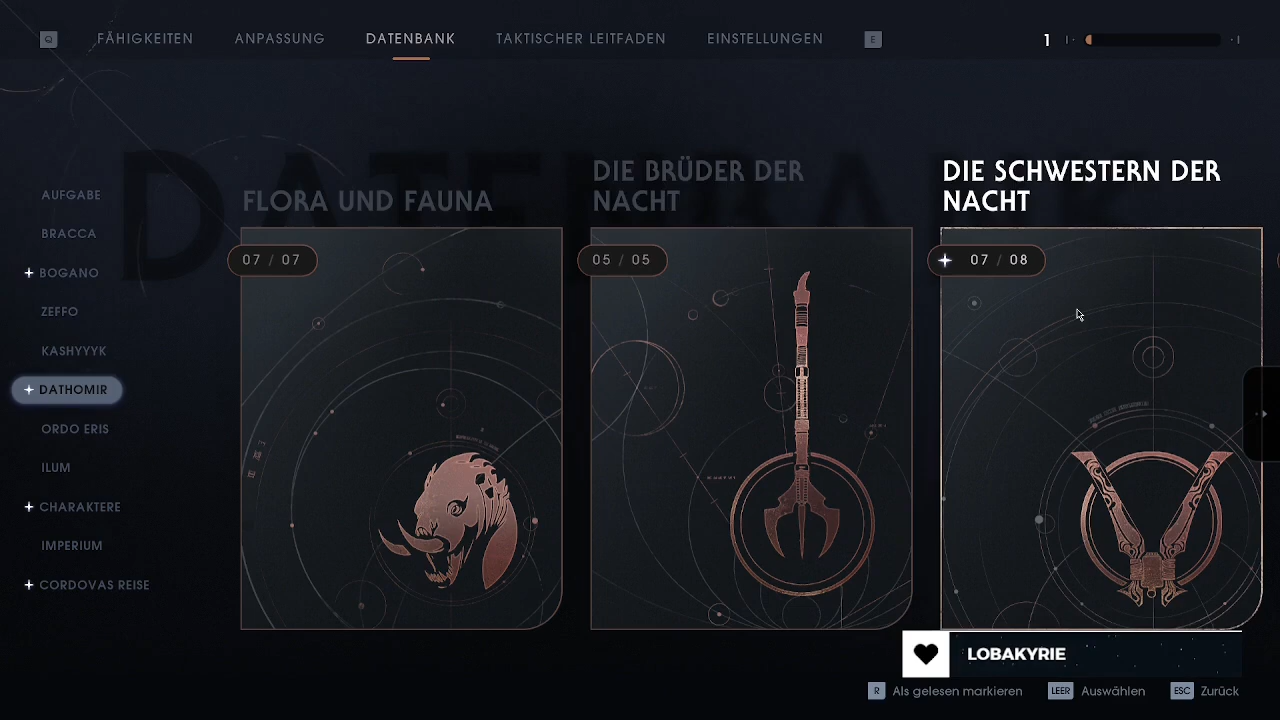 Q FÄHIGKEITEN ANPASSUNG DATENBANK TAKTISCHER LEITFADEN EINSTELLUNGEN E 1
DATENBANK
AUFGABE
BRACCA
BOGANO
ZEFFO
KASHYYYK
DATHOMIR
ORDO ERIS
ILUM
CHARAKTERE
IMPERIUM
CORDOVAS REISE
FLORA UND FAUNA
07 / 07
DIE BRÜDER DER
NACHT
05 / 05
DIE SCHWESTERN DER
NACHT
07 / 08
LOBAKYRIE
R Als gelesen markieren LEER Auswählen ESC Zurück